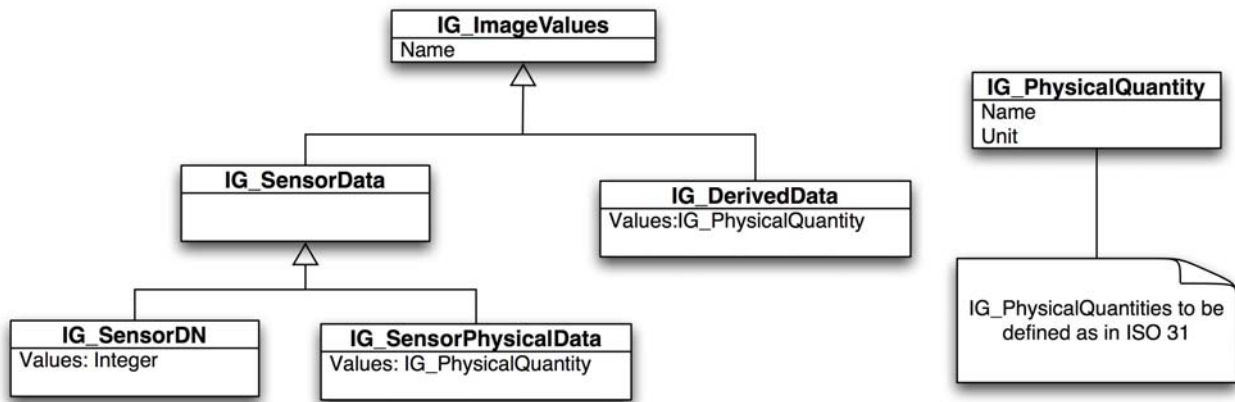 IG_ImageValues
Name
IG_PhysicalQuantity
Name
Unit
IG_SensorData
IG_DerivedData
Values:IG_PhysicalQuantity
IG_SensorDN
Values: Integer
IG_SensorPhysicalData
Values: IG_PhysicalQuantity
IG_PhysicalQuantities to be
defined as in ISO 31